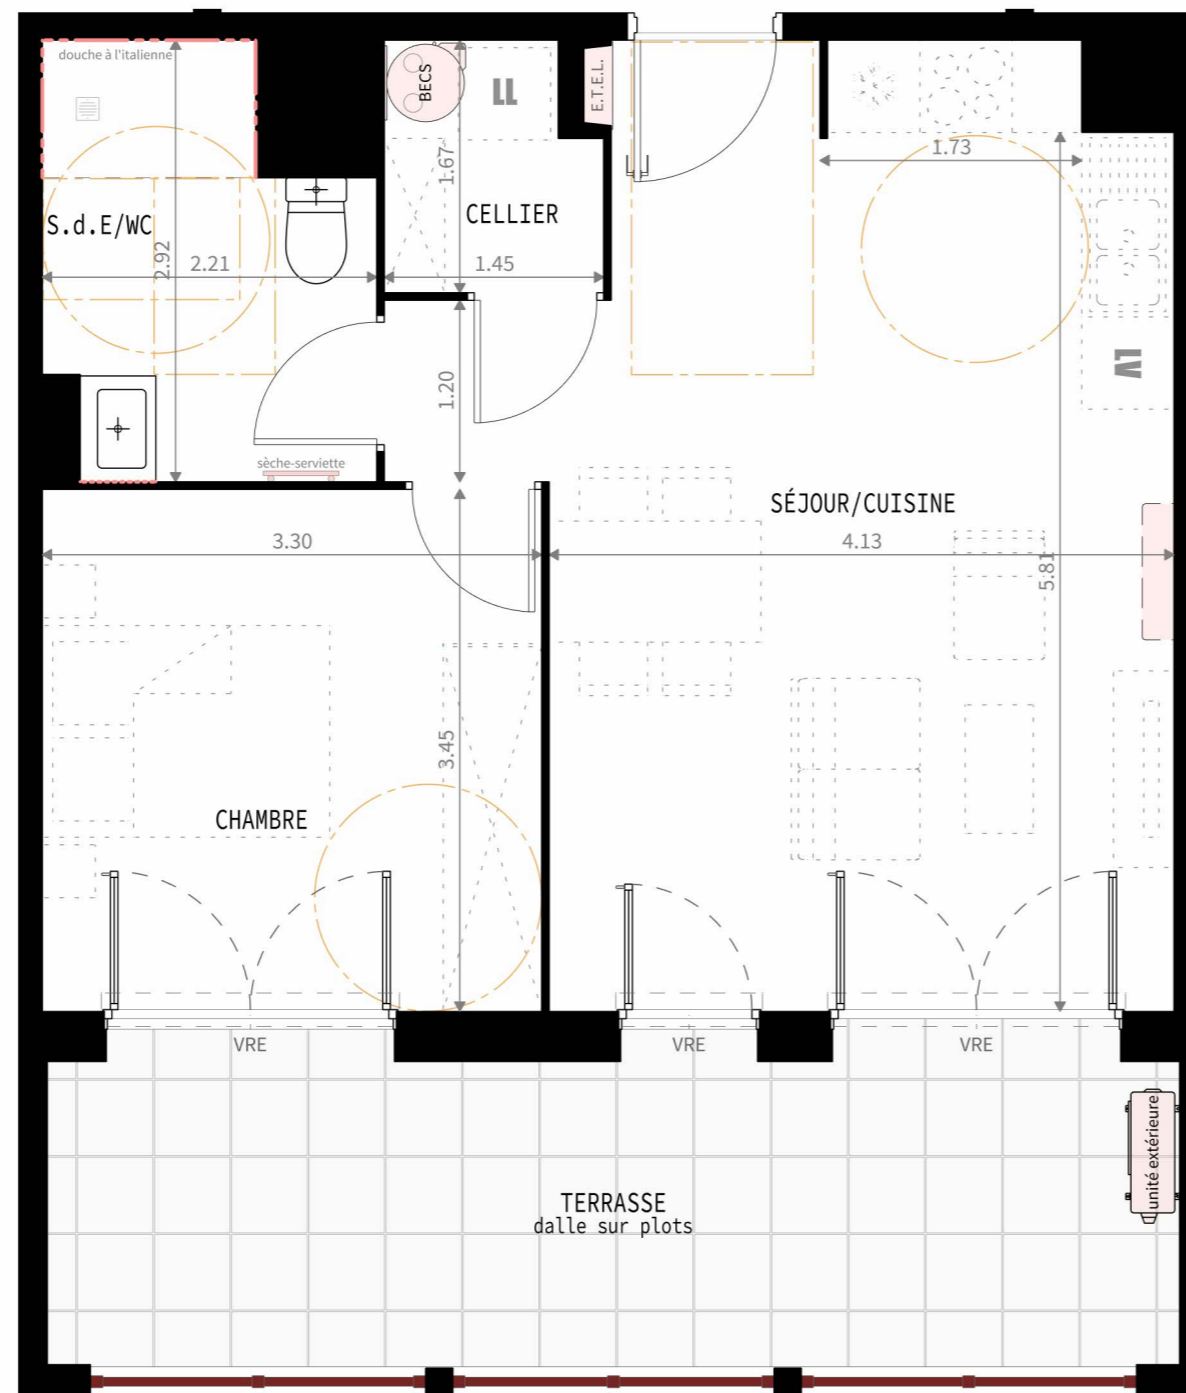 douche à l'italienne
BECS
LL
E.T.E.L.
1.73
1.67
CELLIER
S.d.E/WC
2.92
2.21
1.45
LV
1.20
sèche-serviette
SÉJOUR/CUISINE
3.30
4.13
5.81
3.45
CHAMBRE
VRE
VRE
VRE
unité extérieure
TERRASSE
dalle sur plots